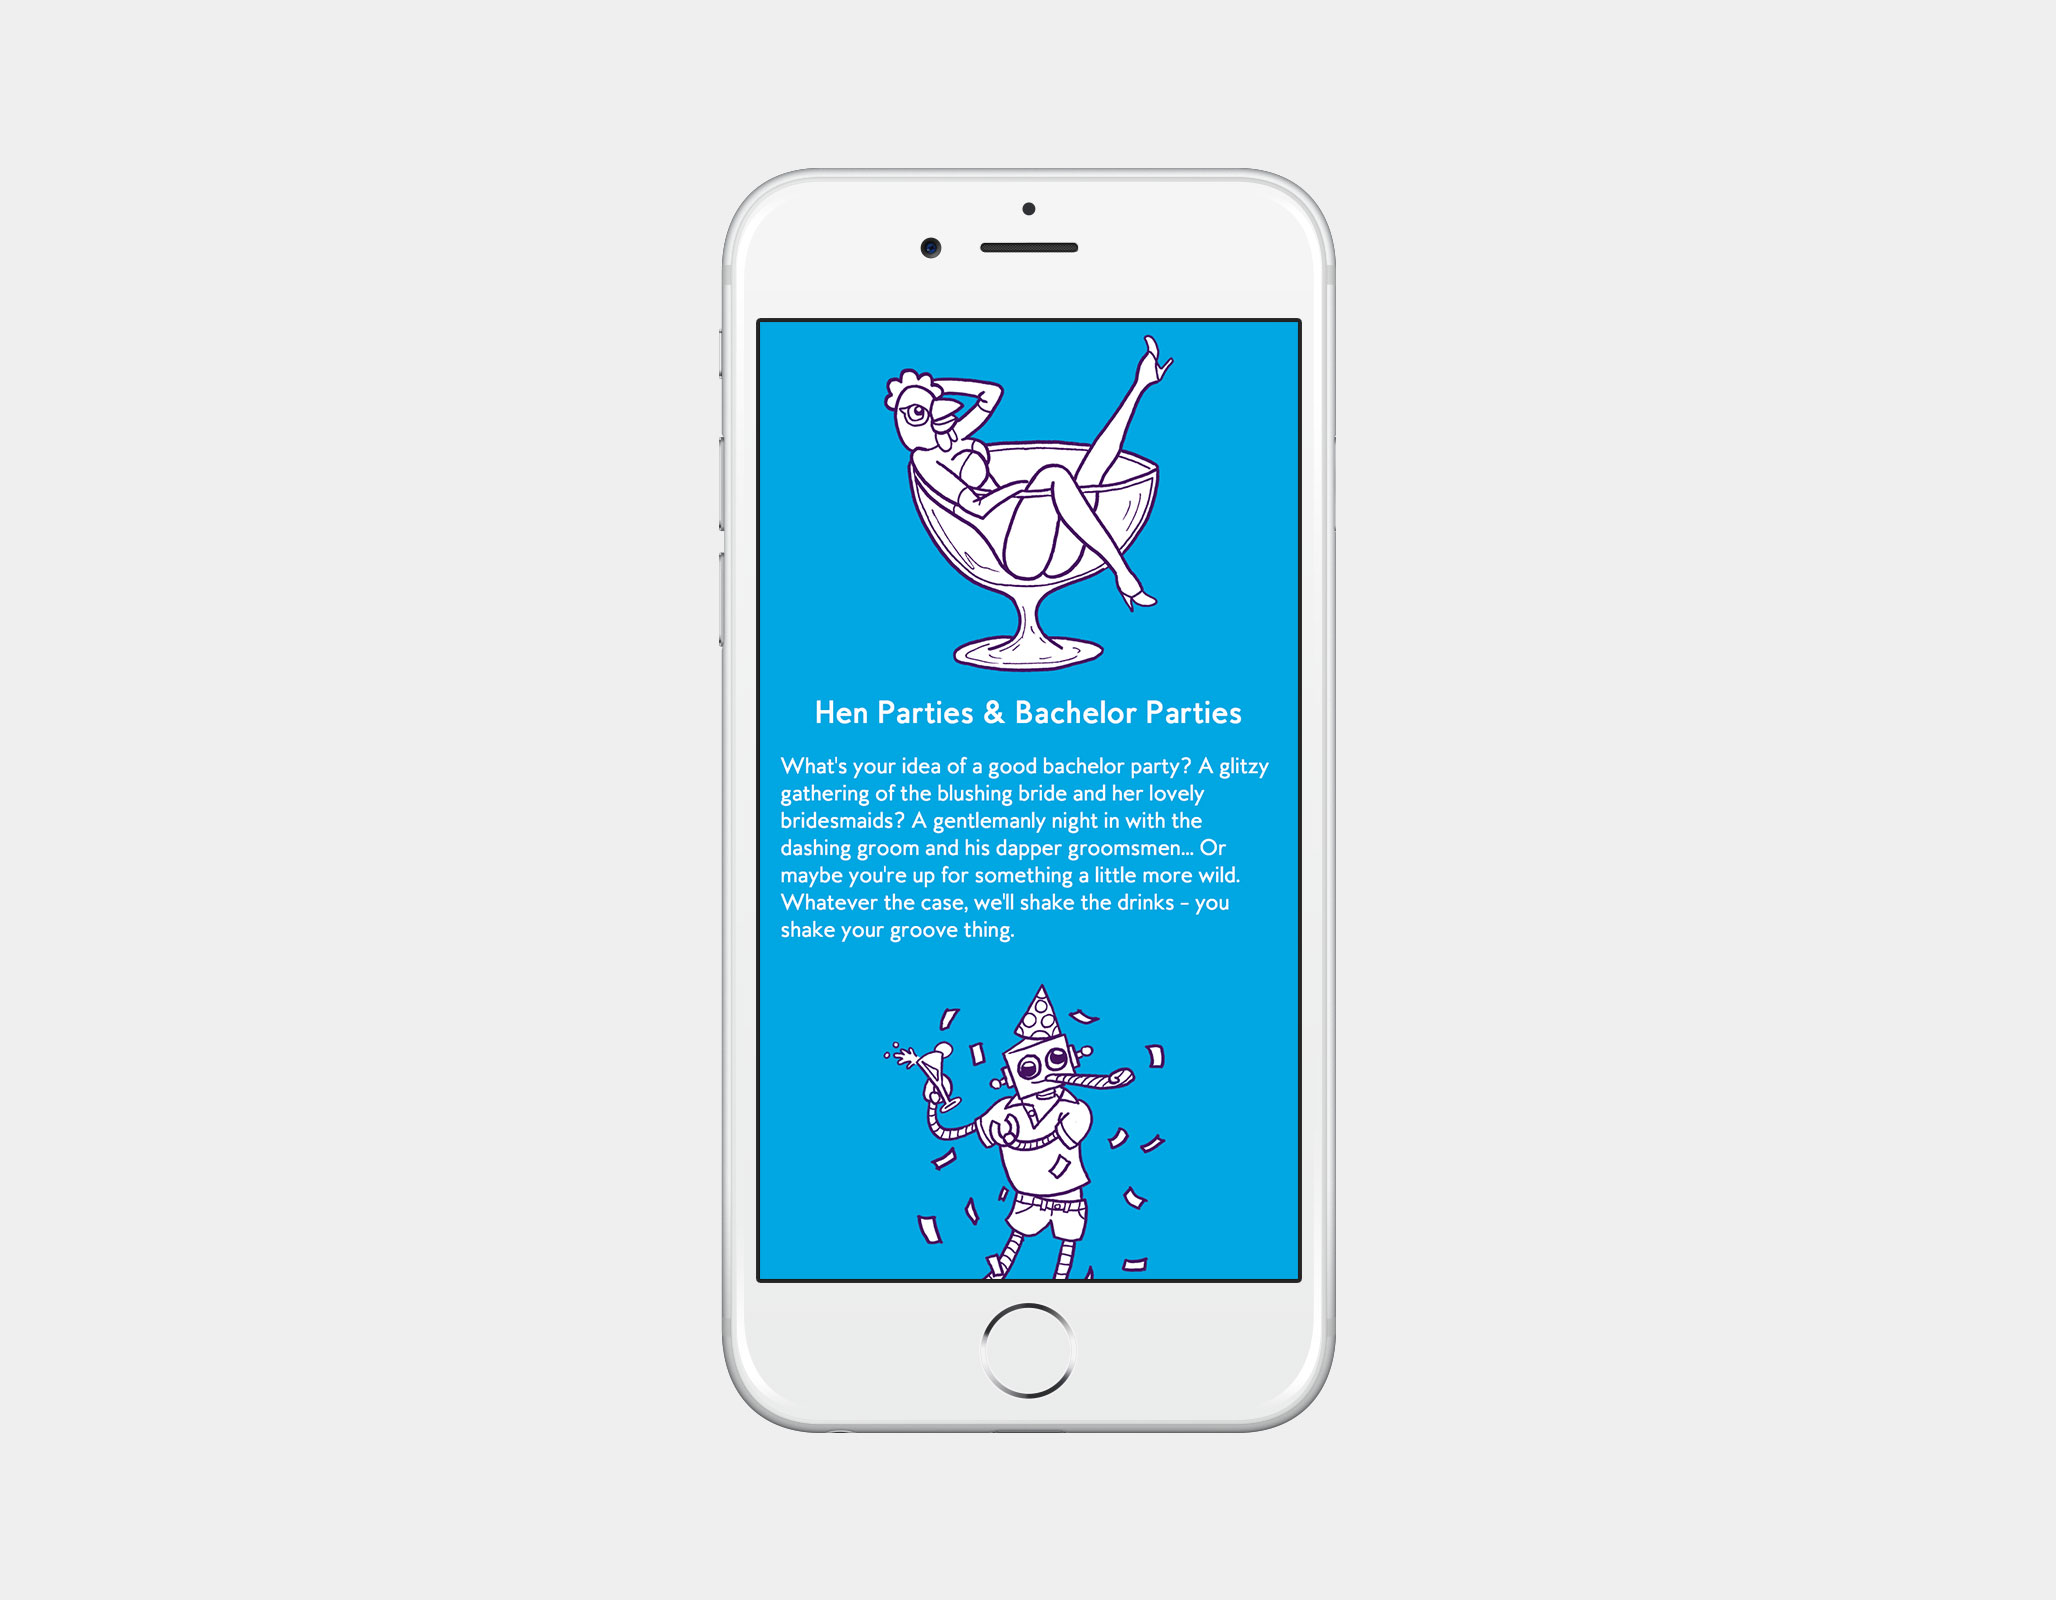 Hen Parties & Bachelor Parties
What's your idea of a good bachelor party? A glitzy
gathering of the blushing bride and her lovely
bridesmaids? A gentlemanly night in with the
dashing groom and his dapper groomsmen... Or
maybe you're up for something a little more wild.
Whatever the case, we'll shake the drinks – you
shake your groove thing.